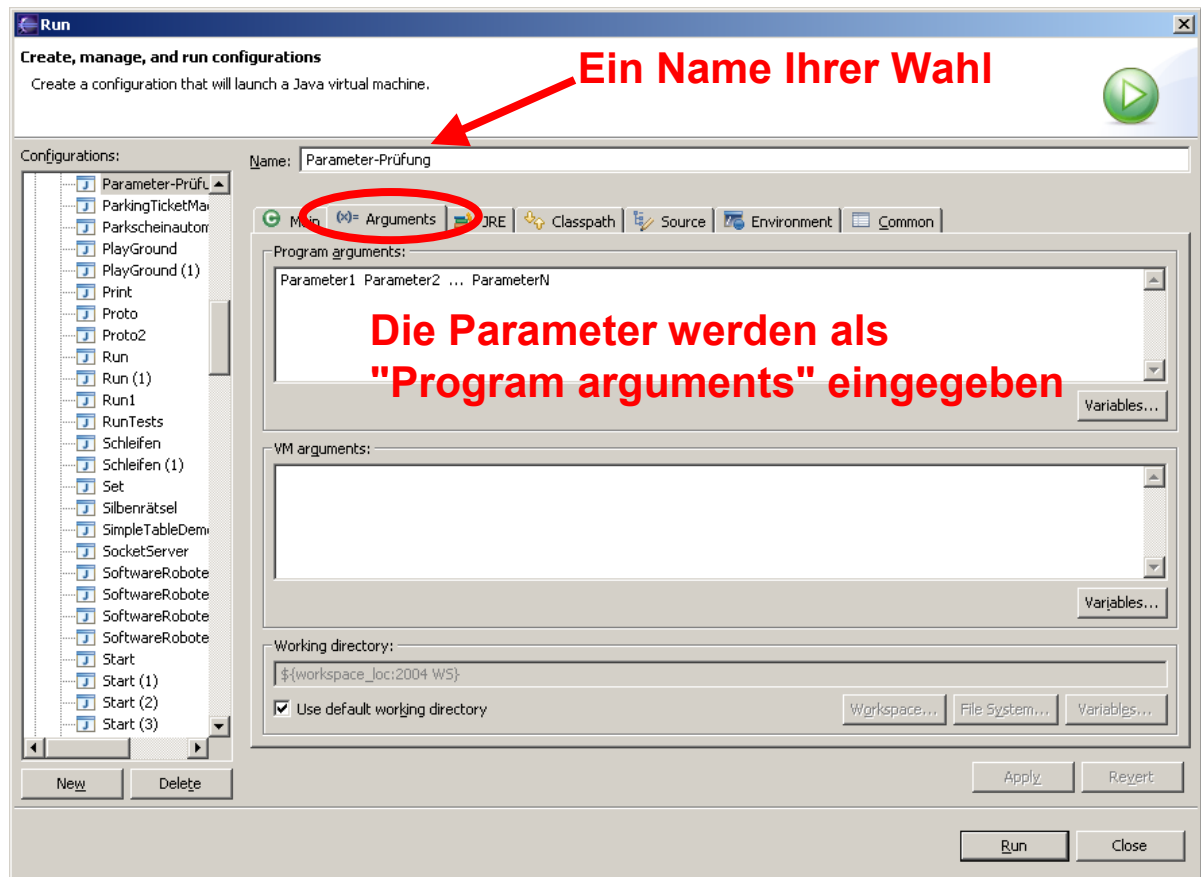 Run
Create, manage, and run configurations
Create a configuration that will launch a Java virtual machine.
Ein Name Ihrer Wahl
Configurations:
Name: Parameter-Prüfung
Parameter-Prüfu
ParkingTicketMa
Parkscheinautom
PlayGround
PlayGround (1)
Print
Proto
Proto2
Run
Run (1)
Run1
RunTests
Schleifen
Schleifen (1)
Set
Silbenrätsel
SimpleTableDem
SocketServer
SoftwareRobote
SoftwareRobote
SoftwareRobote
SoftwareRobote
Start
Start (1)
Start (2)
Start (3)
New Delete
Main (x)= Arguments JRE Classpath Source Environment Common
Program arguments:
Parameter1 Parameter2 ... ParameterN
Die Parameter werden als
"Program arguments" eingegeben
Variables...
VM arguments:
Variables...
Working directory:
${workspace_loc:2004 WS}
Use default working directory
Workspace... File System... Variables...
Apply Revert
Run Close